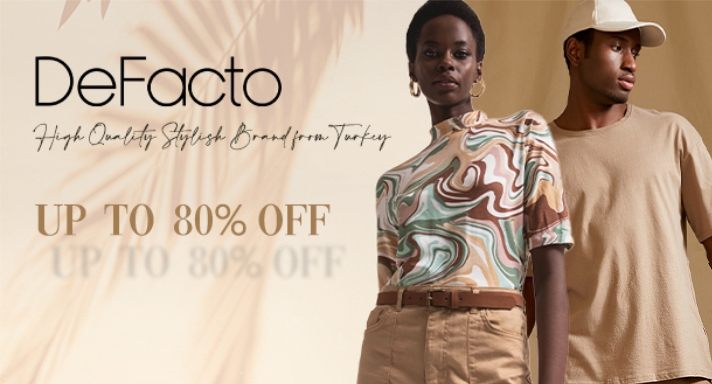 DeFacto
High Quality Stylish Brand from Turkey
UP TO 80% OFF
UP TO 80% OFF